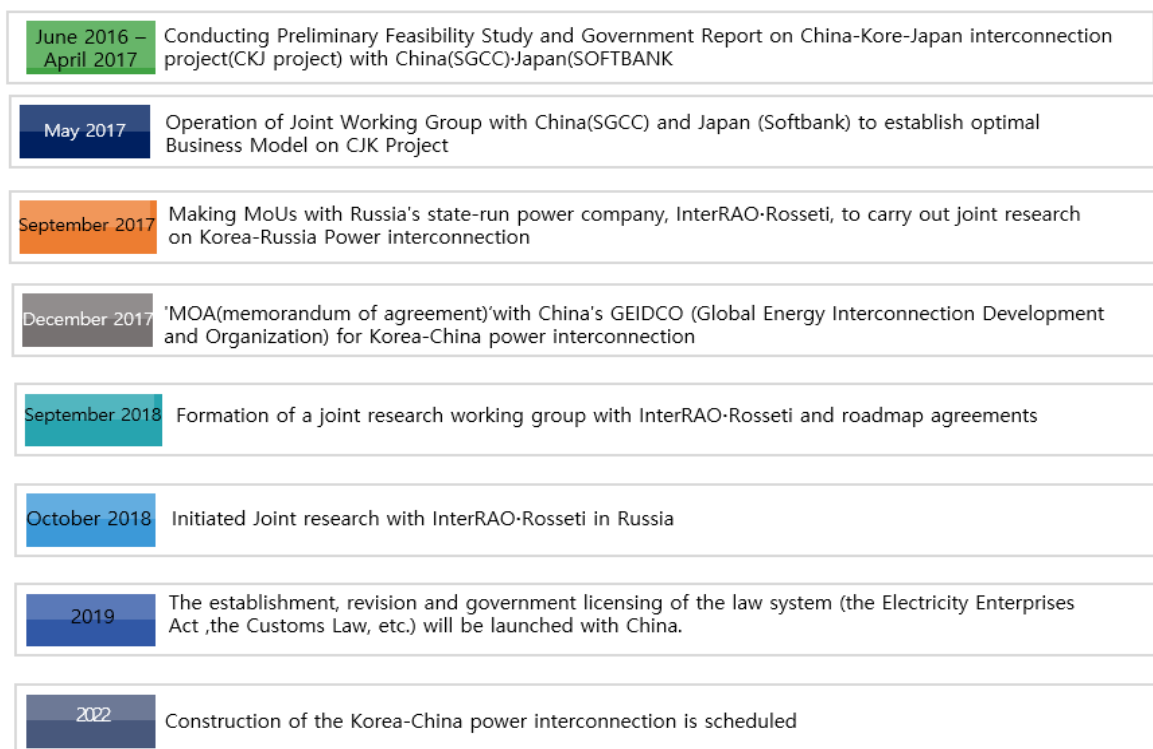 June 2016 –
April 2017
Conducting Preliminary Feasibility Study and Government Report on China-Kore-Japan interconnection
project(CKJ project) with China(SGCC)·Japan(SOFTBANK
May 2017
Operation of Joint Working Group with China(SGCC) and Japan (Softbank) to establish optimal
Business Model on CJK Project
September 2017
Making MoUs with Russia's state-run power company, InterRAO·Rosseti, to carry out joint research
on Korea-Russia Power interconnection
December 2017
'MOA(memorandum of agreement)‘with China's GEIDCO (Global Energy Interconnection Development
and Organization) for Korea-China power interconnection
September 2018
Formation of a joint research working group with InterRAO·Rosseti and roadmap agreements
October 2018
Initiated Joint research with InterRAO·Rosseti in Russia
2019
The establishment, revision and government licensing of the law system (the Electricity Enterprises
Act ,the Customs Law, etc.) will be launched with China.
2022
Construction of the Korea-China power interconnection is scheduled